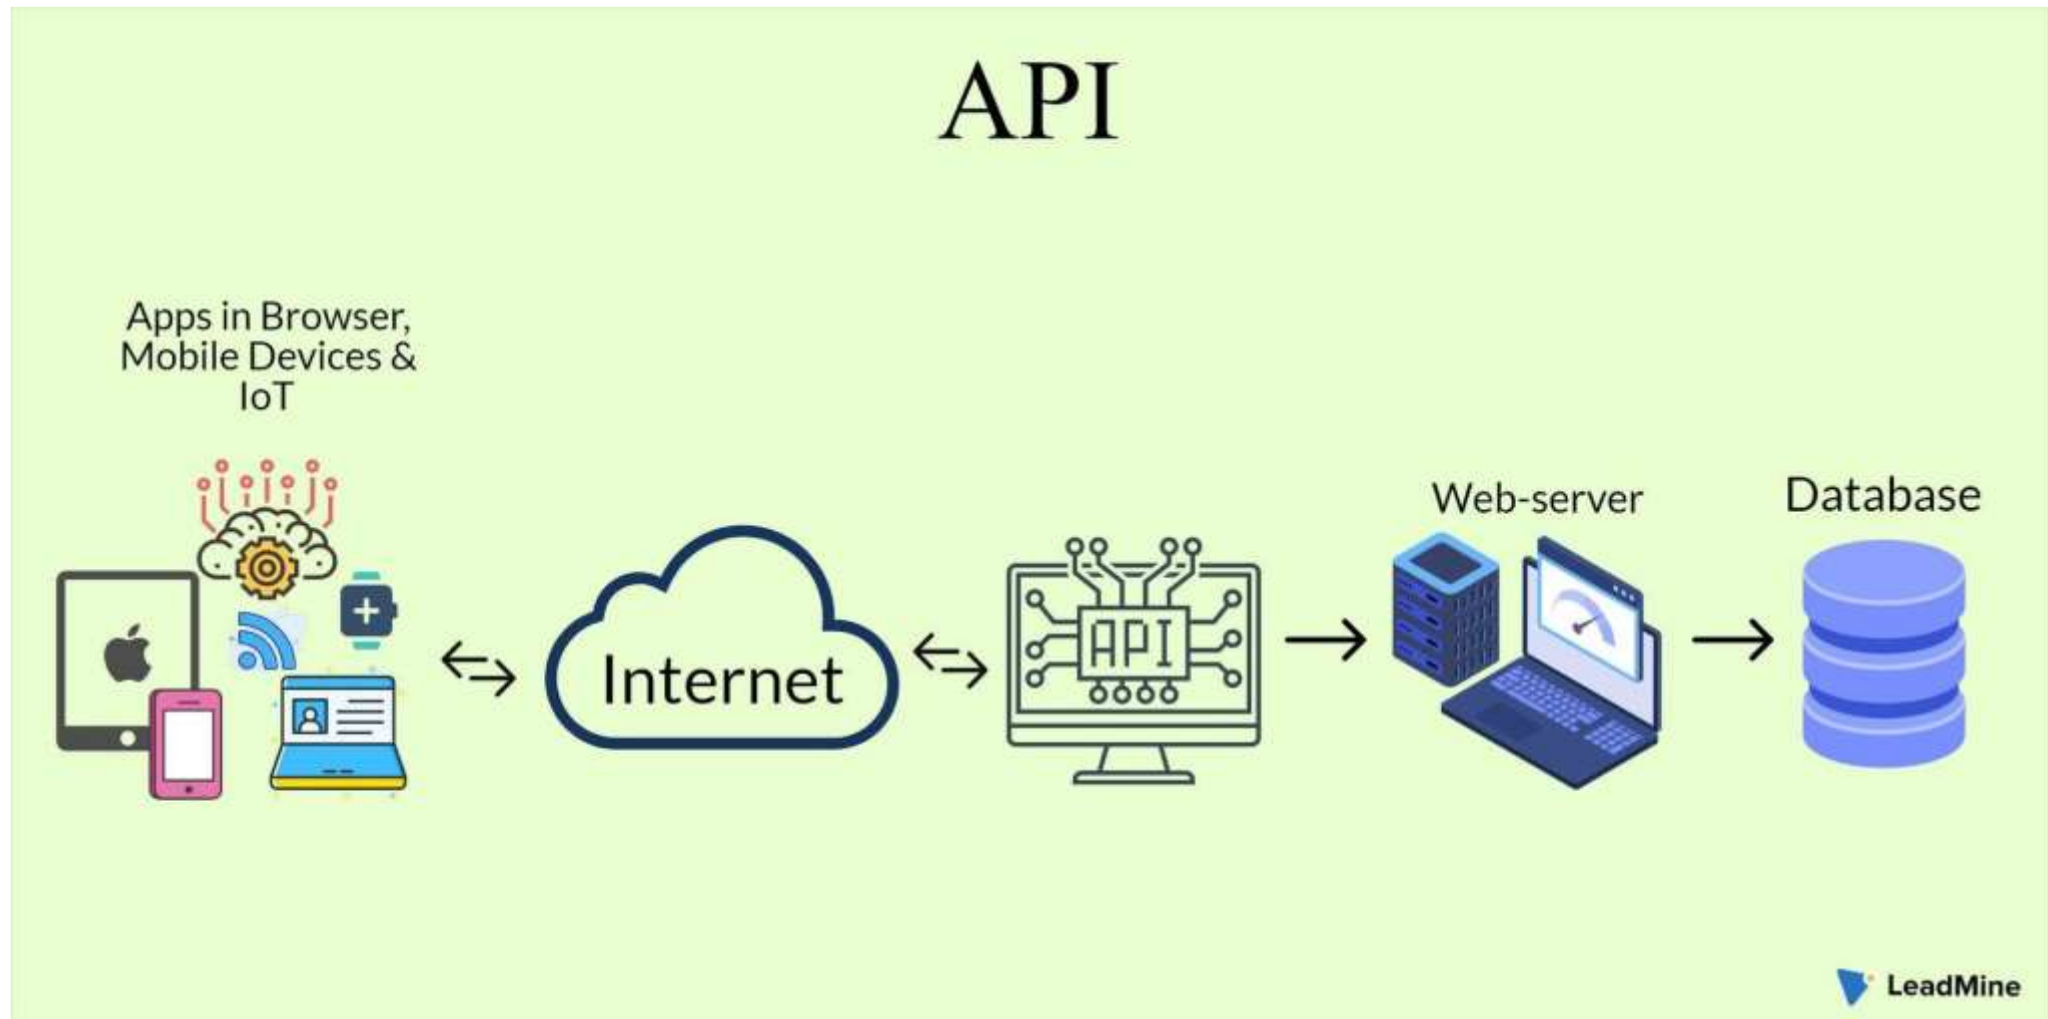 API
Apps in Browser,
Mobile Devices &
IoT
Internet
API
Web-server
Database
LeadMine